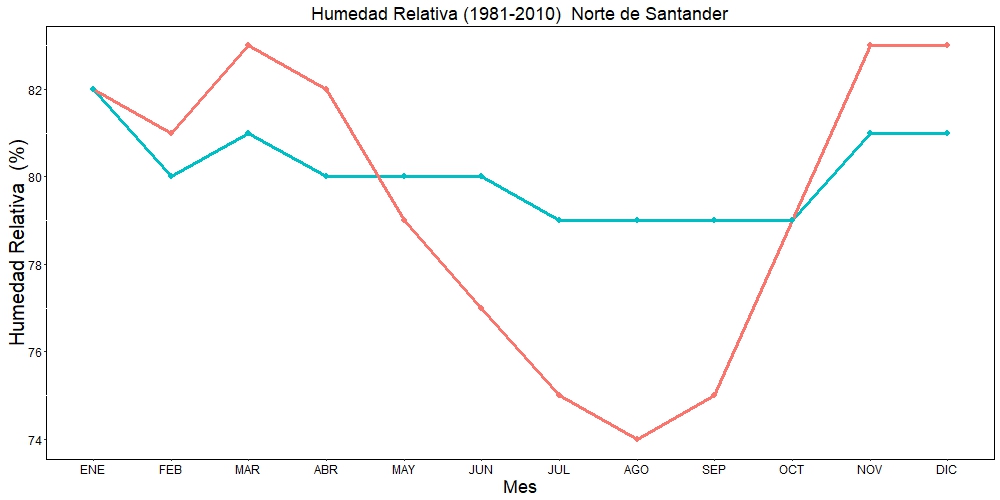 Humedad Relativa (1981-2010)  Norte de Santander
Humedad Relativa  (%)
82
80
78
76
74
ENE FEB MAR ABR MAY JUN JUL AGO SEP OCT NOV DIC
Mes